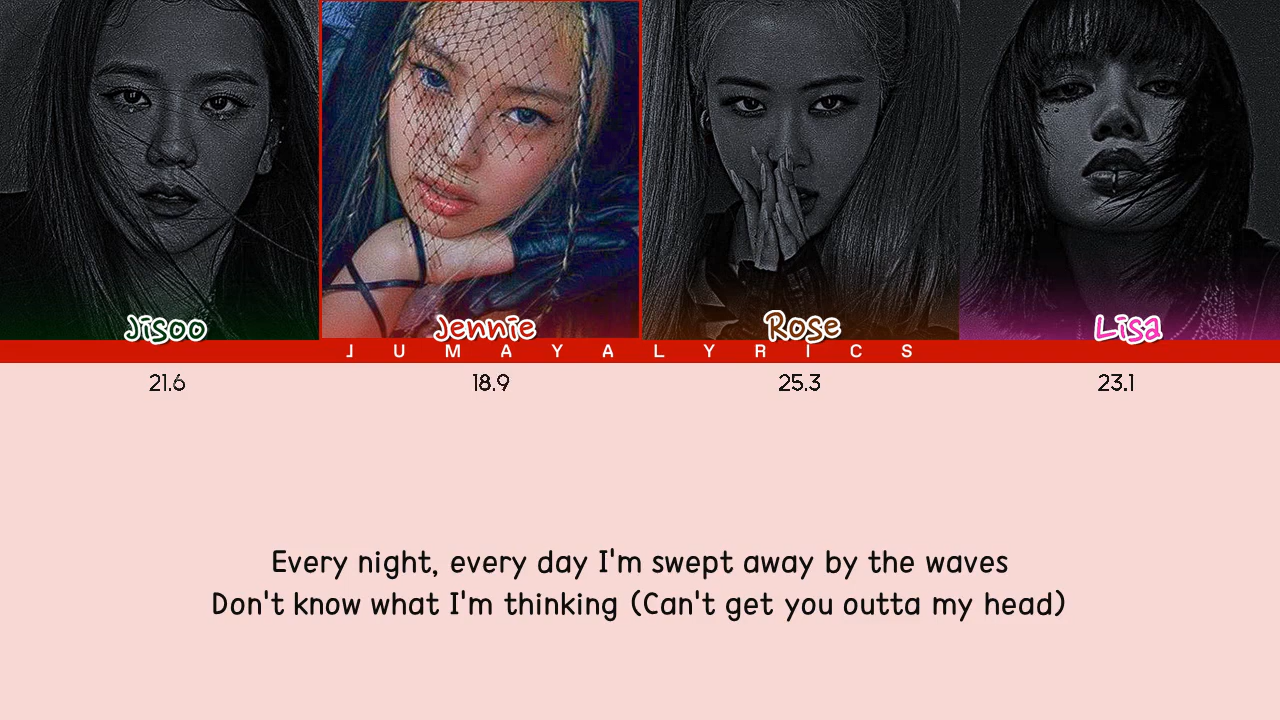 Jisoo Jennie Rose Lisa
JUMAYALYRICS
21.6 18.9 25.3 23.1
Every night, every day I'm swept away by the waves
Don't know what I'm thinking (Can't get you outta my head)